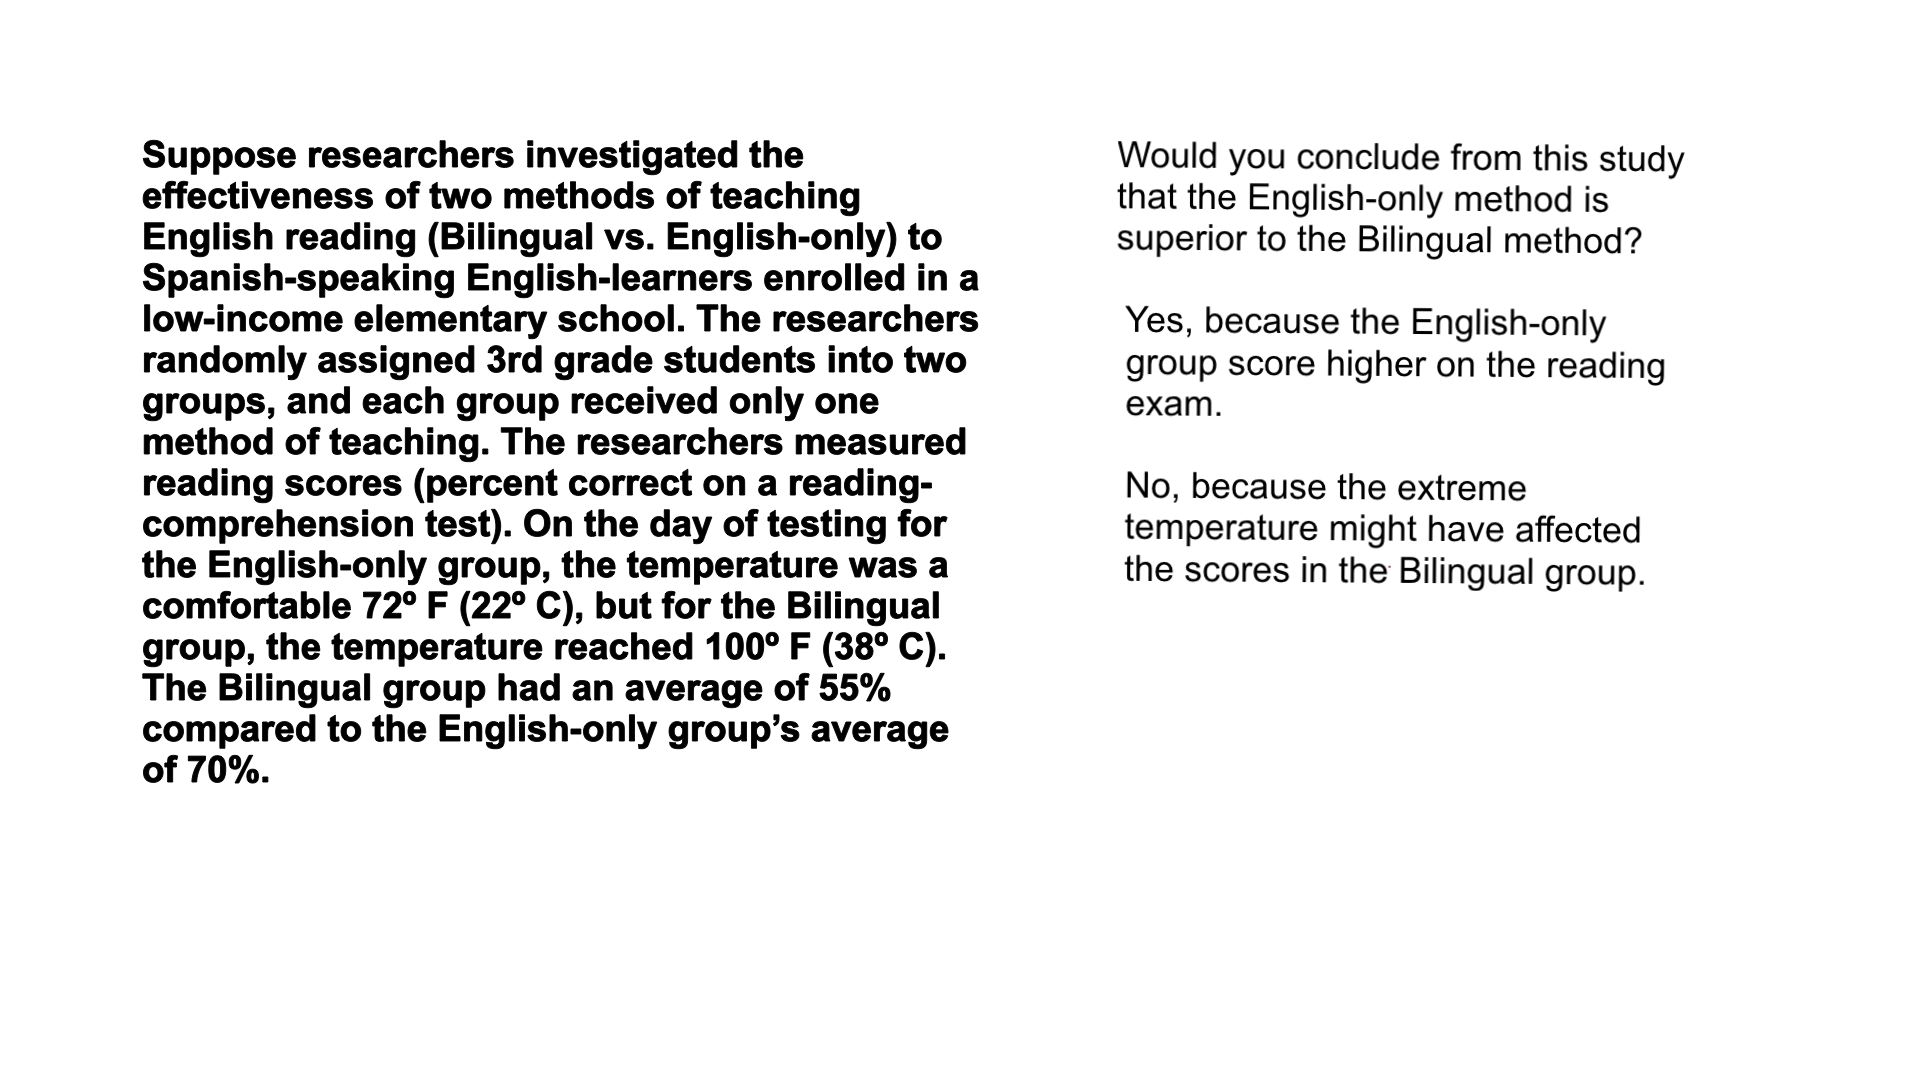 Suppose researchers investigated the
effectiveness of two methods of teaching
English reading (Bilingual vs. English-only) to
Spanish-speaking English-learners enrolled in a
low-income elementary school. The researchers
randomly assigned 3rd grade students into two
groups, and each group received only one
method of teaching. The researchers measured
reading scores (percent correct on a reading-
comprehension test). On the day of testing for
the English-only group, the temperature was a
comfortable 72º F (22º C), but for the Bilingual
group, the temperature reached 100º F (38º C).
The Bilingual group had an average of 55%
compared to the English-only group’s average
of 70%.
Would you conclude from this study
that the English-only method is
superior to the Bilingual method?
Yes, because the English-only
group score higher on the reading
exam.
No, because the extreme
temperature might have affected
the scores in the Bilingual group.